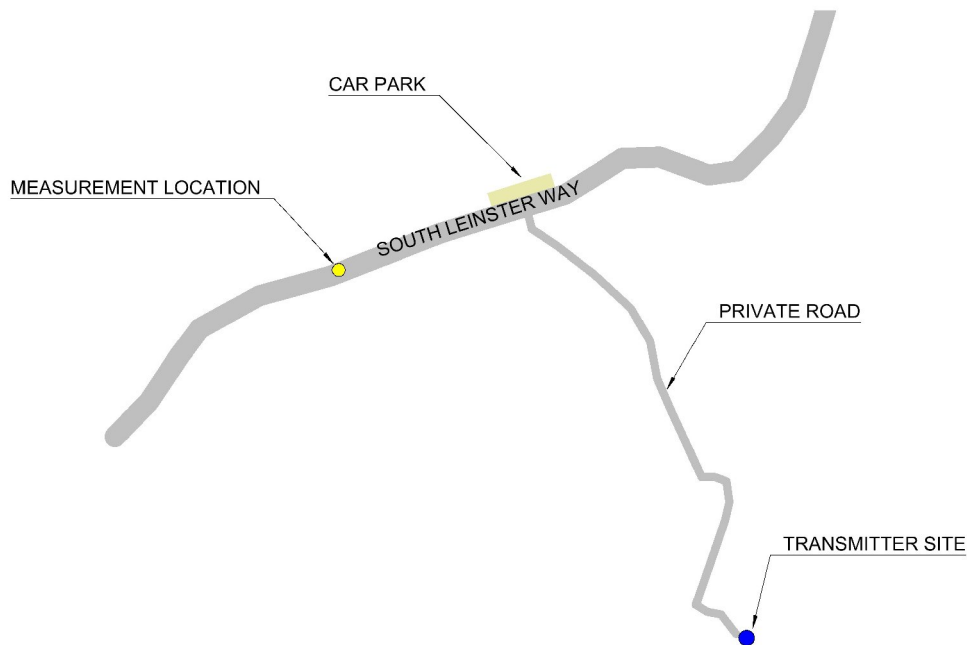 CAR PARK
MEASUREMENT LOCATION
SOUTH LEINSTER WAY
PRIVATE ROAD
TRANSMITTER SITE